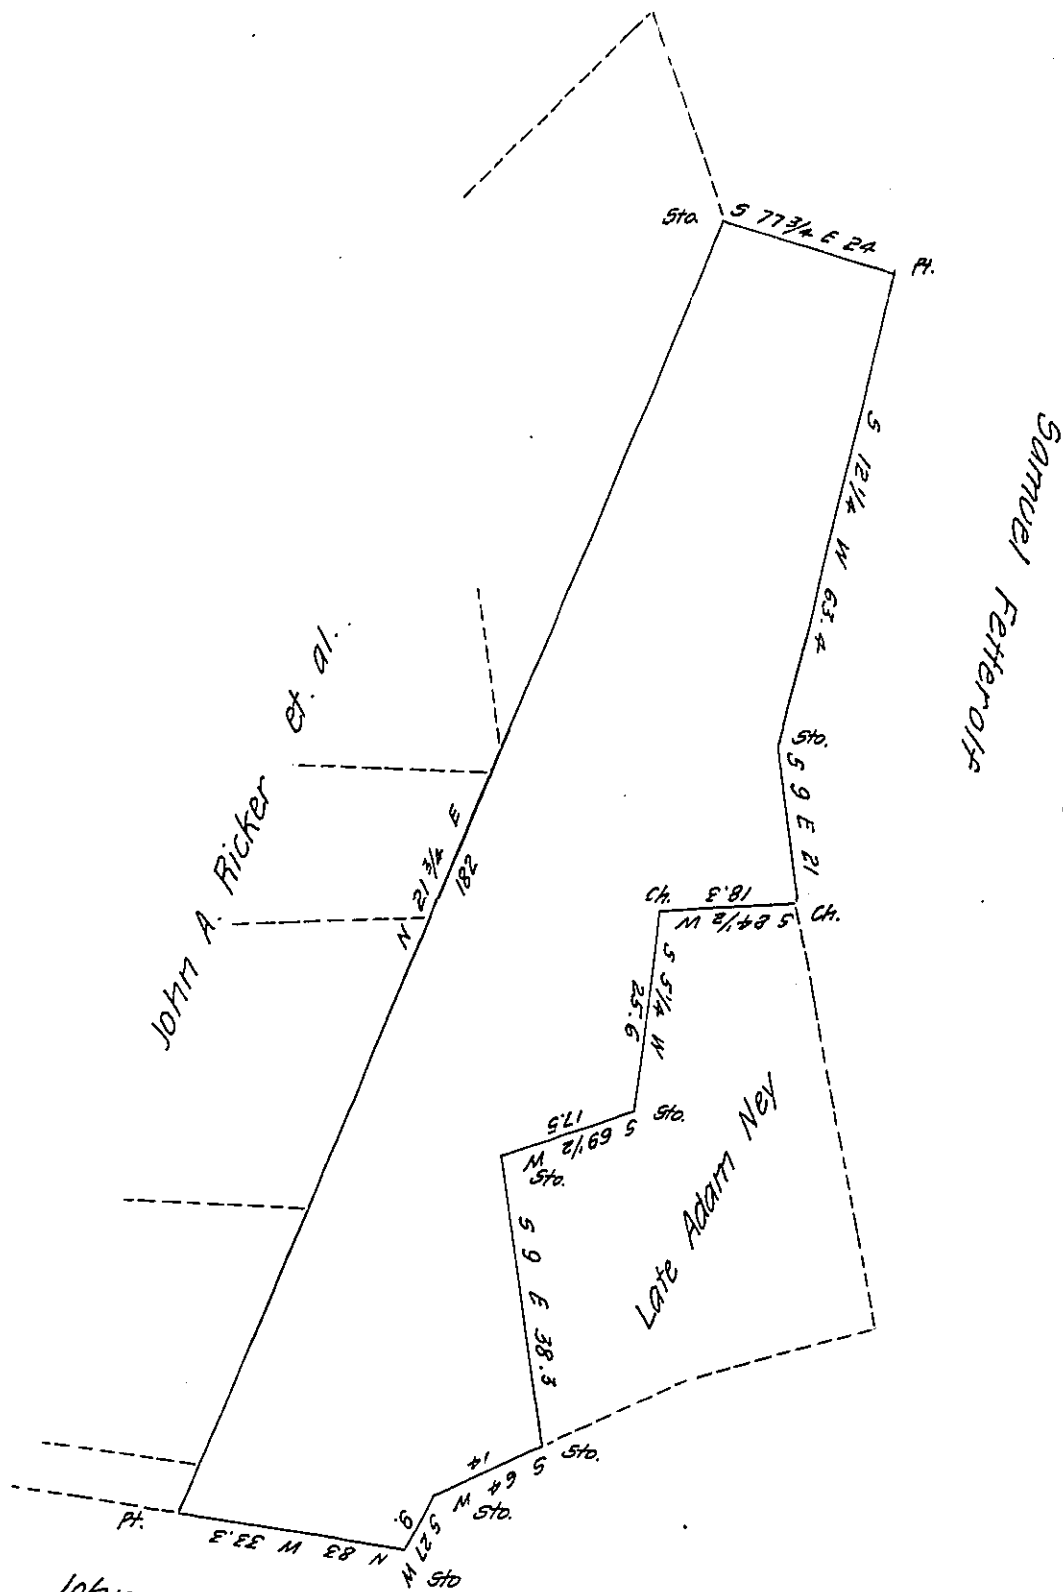 Sto.
S 77 3/4 E 24
Pt.
S 12 1/4 W 63.4
Samuel Fetterolf
Sto.
S 9 E 21
Ch.
S 84 1/2 W
18.3
Ch.
S 5 1/4 W
25.6
Sto.
S 69 1/2 W
17.5
Sto.
S 9 E 38.3
Late Adam Ney
Sto.
S 64 W
14
Sto.
S 27 W
9.
Sto
N 83 W 33.3
Pt.
N 21 3/4 E
281
John A. Ricker et. al.